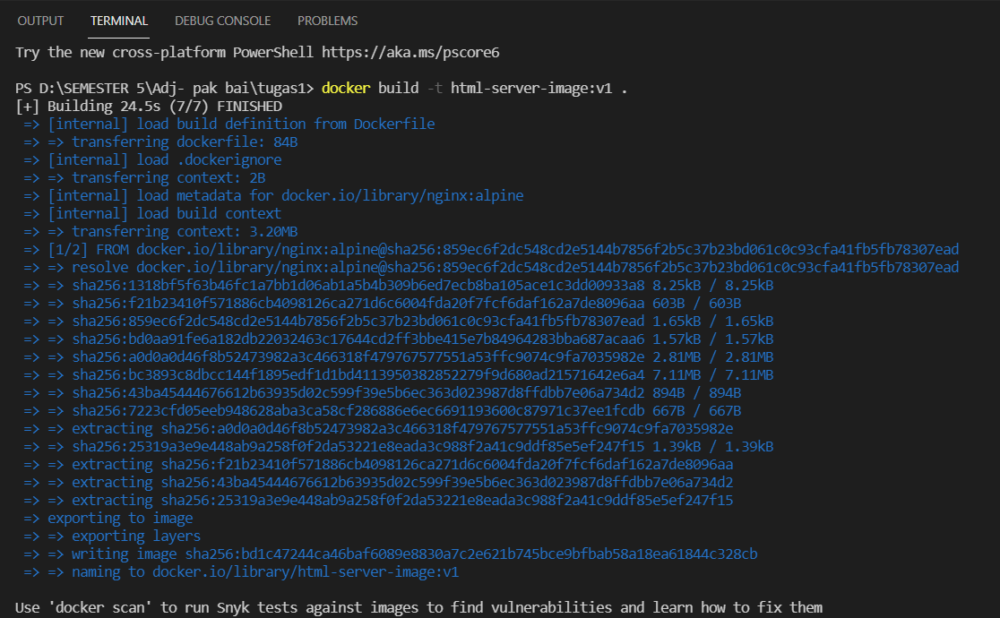 OUTPUT TERMINAL DEBUG CONSOLE PROBLEMS
Try the new cross-platform PowerShell https://aka.ms/pscore6
PS D:\SEMESTER 5\Adj- pak bai\tugas1> docker build -t html-server-image:v1 .
[+] Building 24.5s (7/7) FINISHED
=> [internal] load build definition from Dockerfile
=> => transferring dockerfile: 84B
=> [internal] load .dockerignore
=> => transferring context: 2B
=> [internal] load metadata for docker.io/library/nginx:alpine
=> [internal] load build context
=> => transferring context: 3.20MB
=> [1/2] FROM docker.io/library/nginx:alpine@sha256:859ec6f2dc548cd2e5144b7856f2b5c37b23bd061c0c93cfa41fb5fb78307ead
=> => resolve docker.io/library/nginx:alpine@sha256:859ec6f2dc548cd2e5144b7856f2b5c37b23bd061c0c93cfa41fb5fb78307ead
=> => sha256:1318bf5f63b46fc1a7bb1d06ab1a5b4b309b6ed7ecb8ba105ace1c3dd00933a8 8.25kB / 8.25kB
=> => sha256:f21b23410f571886cb4098126ca271d6c6004fda20f7fcf6daf162a7de8096aa 603B / 603B
=> => sha256:859ec6f2dc548cd2e5144b7856f2b5c37b23bd061c0c93cfa41fb5fb78307ead 1.65kB / 1.65kB
=> => sha256:bd0aa91fe6a182db22032463c17644cd2ff3bbe415e7b84964283bba687acaa6 1.57kB / 1.57kB
=> => sha256:a0d0a0d46f8b52473982a3c466318f479767577551a53ffc9074c9fa7035982e 2.81MB / 2.81MB
=> => sha256:bc3893c8dbcc144f1895edf1d1bd4113950382852279f9d680ad21571642e6a4 7.11MB / 7.11MB
=> => sha256:43ba45444676612b63935d02c599f39e5b6ec363d023987d8ffdbb7e06a734d2 894B / 894B
=> => sha256:7223cfd05eeb948628aba3ca58cf286886e6ec6691193600c87971c37ee1fcdb 667B / 667B
=> => extracting sha256:a0d0a0d46f8b52473982a3c466318f479767577551a53ffc9074c9fa7035982e
=> => sha256:25319a3e9e448ab9a258f0f2da53221e8eada3c988f2a41c9ddf85e5ef247f15 1.39kB / 1.39kB
=> => extracting sha256:f21b23410f571886cb4098126ca271d6c6004fda20f7fcf6daf162a7de8096aa
=> => extracting sha256:43ba45444676612b63935d02c599f39e5b6ec363d023987d8ffdbb7e06a734d2
=> => extracting sha256:25319a3e9e448ab9a258f0f2da53221e8eada3c988f2a41c9ddf85e5ef247f15
=> exporting to image
=> => exporting layers
=> => writing image sha256:bd1c47244ca46baf6089e8830a7c2e621b745bce9bfbab58a18ea61844c328cb
=> => naming to docker.io/library/html-server-image:v1
Use 'docker scan' to run Snyk tests against images to find vulnerabilities and learn how to fix them